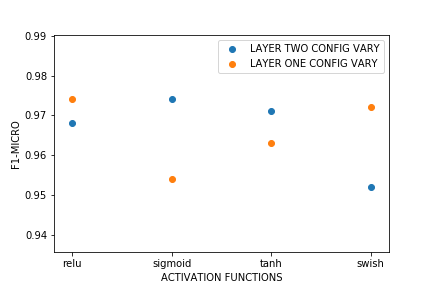 0.99
0.98
0.97
0.96
0.95
0.94
F1-MICRO
LAYER TWO CONFIG VARY
LAYER ONE CONFIG VARY
relu sigmoid tanh swish
ACTIVATION FUNCTIONS